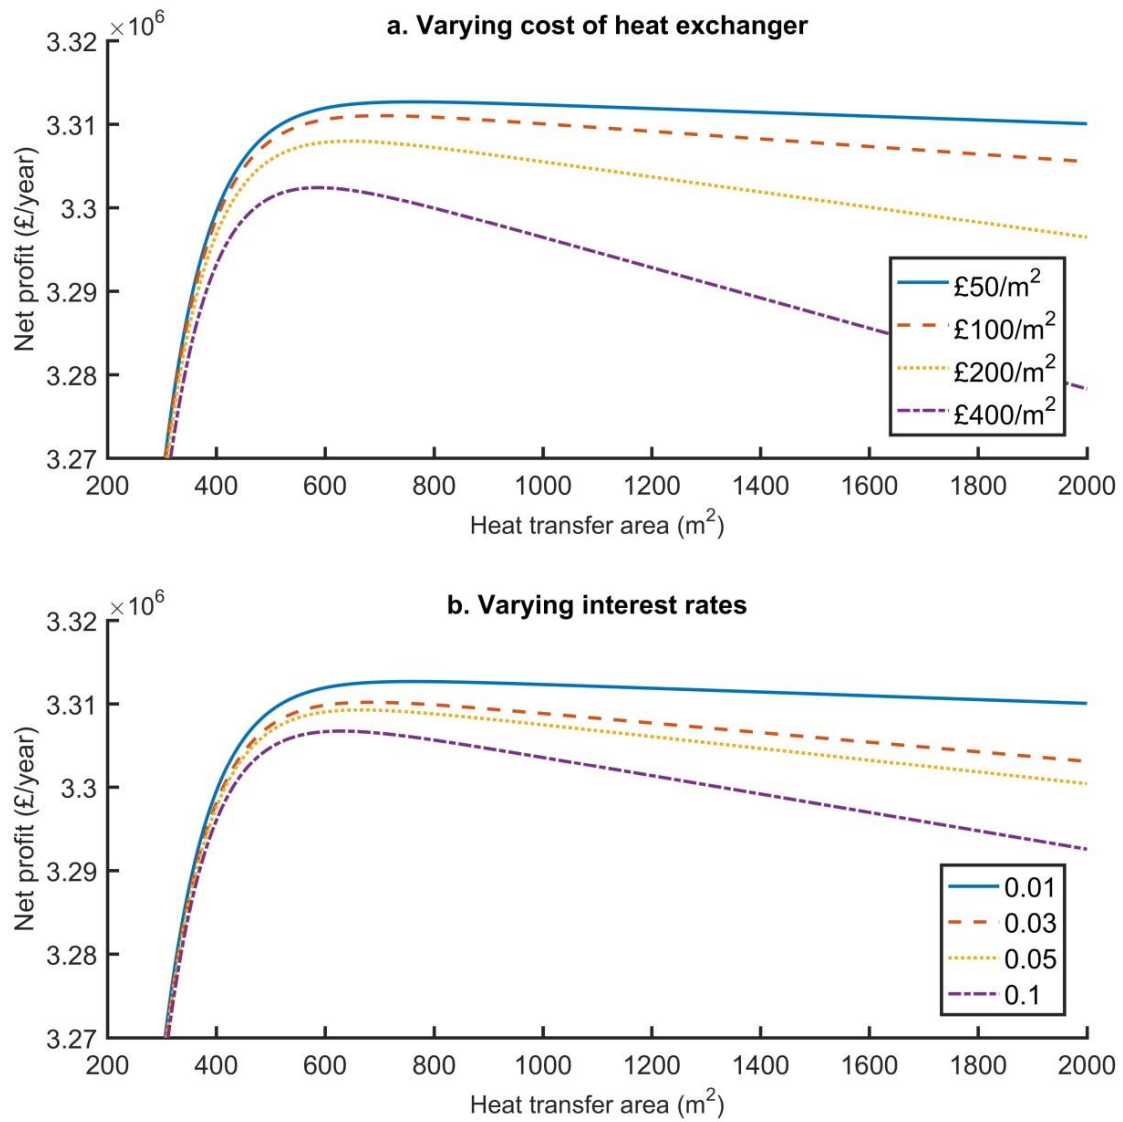 a. Varying cost of heat exchanger
×10⁶
3.32
3.31
3.3
3.29
3.28
3.27
Net profit (£/year)
£50/m²
£100/m²
£200/m²
£400/m²
200 400 600 800 1000 1200 1400 1600 1800 2000
Heat transfer area (m²)
b. Varying interest rates
×10⁶
3.32
3.31
3.3
3.29
3.28
3.27
Net profit (£/year)
0.01
0.03
0.05
0.1
200 400 600 800 1000 1200 1400 1600 1800 2000
Heat transfer area (m²)